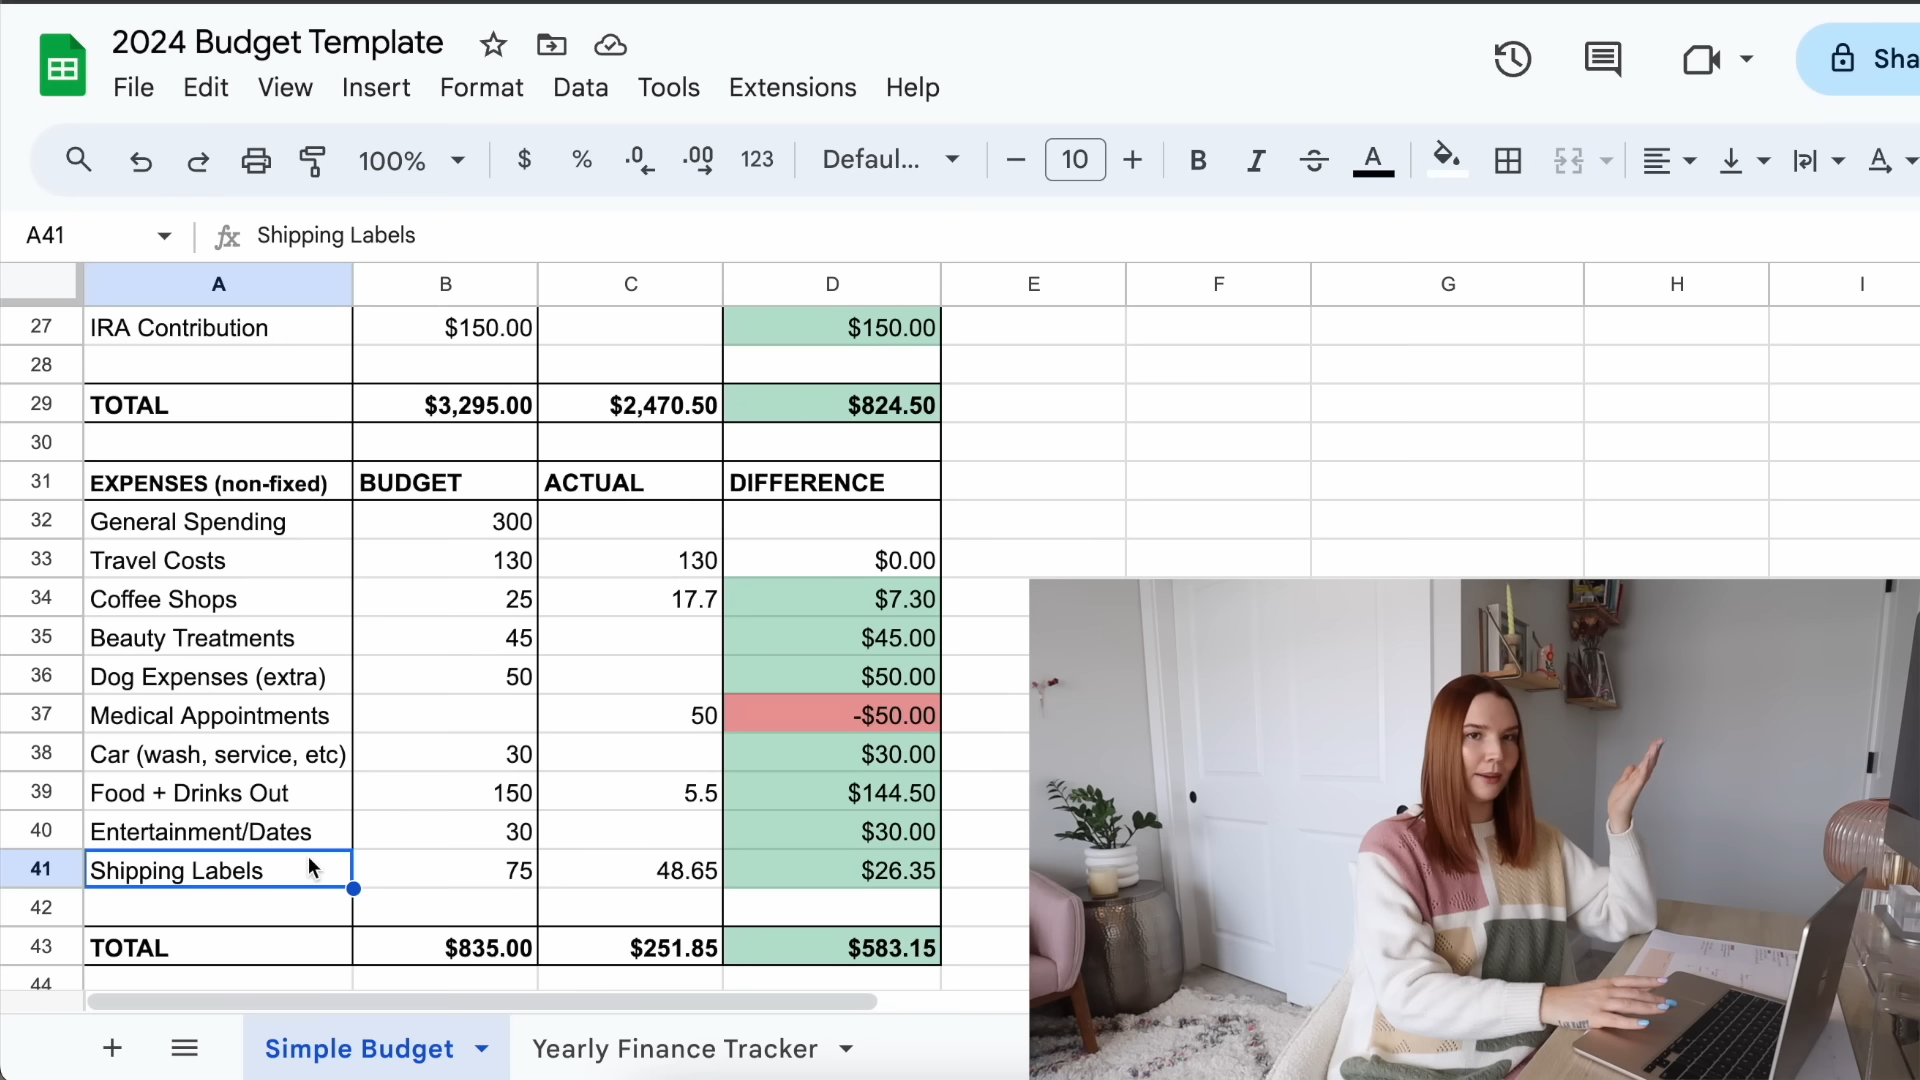 2024 Budget Template
File Edit View Insert Format Data Tools Extensions Help
Sha
100% $ % .0 .00 123 Defaul... 10 B I A A
A41 fx Shipping Labels
A B C D E F G H I
27 IRA Contribution $150.00 $150.00
28
29 TOTAL $3,295.00 $2,470.50 $824.50
30
31 EXPENSES (non-fixed) BUDGET ACTUAL DIFFERENCE
32 General Spending 300
33 Travel Costs 130 130 $0.00
34 Coffee Shops 25 17.7 $7.30
35 Beauty Treatments 45 $45.00
36 Dog Expenses (extra) 50 $50.00
37 Medical Appointments 50 -$50.00
38 Car (wash, service, etc) 30 $30.00
39 Food + Drinks Out 150 5.5 $144.50
40 Entertainment/Dates 30 $30.00
41 Shipping Labels 75 48.65 $26.35
42
43 TOTAL $835.00 $251.85 $583.15
44
Simple Budget Yearly Finance Tracker